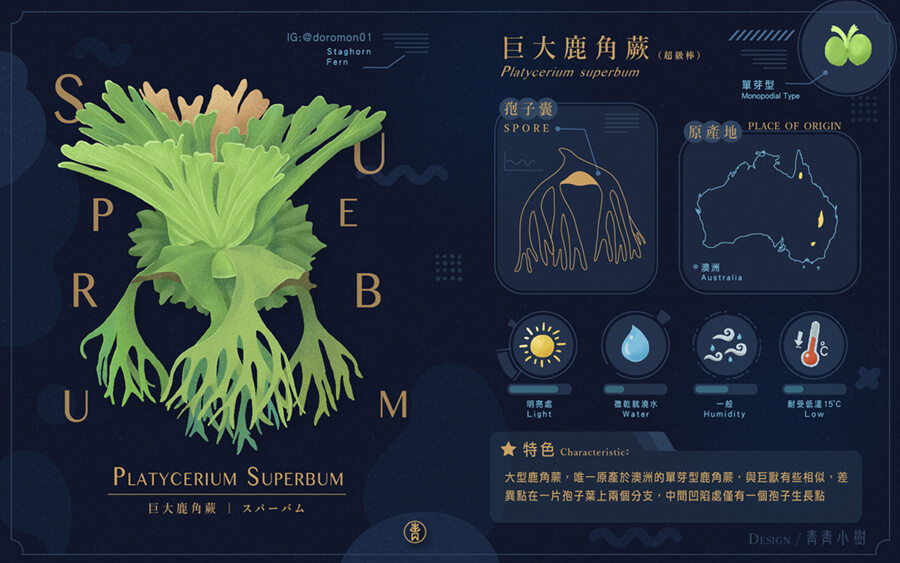 IG:@doromon01
Staghorn
Fern
S
U
P
E
R
B
U
M
PLATYCERIUM SUPERBUM
巨大鹿角蕨 | スパーバム
巨大鹿角蕨（超級棒）
Platycerium superbum
單芽型
Monopodial Type
孢子囊
SPORE
原產地 PLACE OF ORIGIN
澳洲
Australia
°C
明亮處
Light
微乾就澆水
Water
一般
Humidity
耐受低溫15°C
Low
特色 Characteristic:
大型鹿角蕨，唯一原產於澳洲的單芽型鹿角蕨，與巨獸有些相似，差
異點在一片孢子葉上兩個分支，中間凹陷處僅有一個孢子生長點
DESIGN / 青青小樹